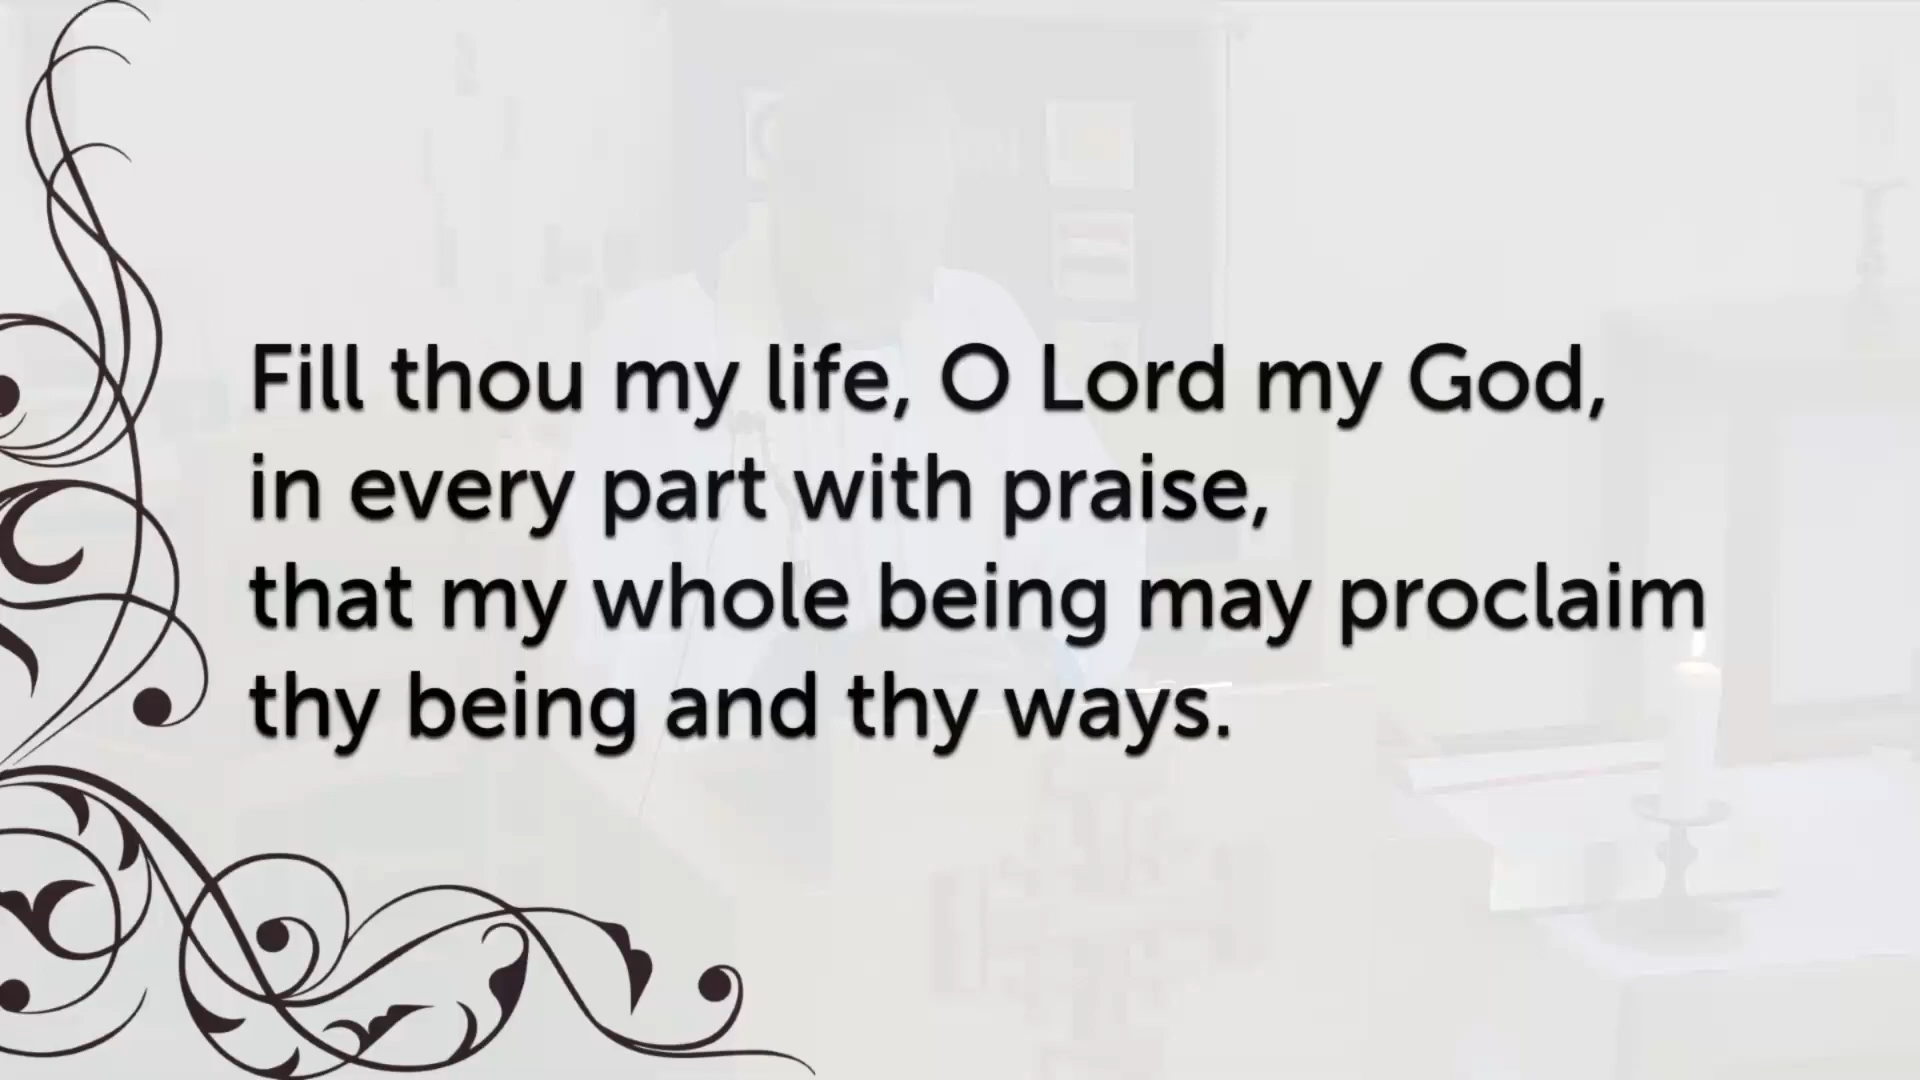 Fill thou my life, O Lord my God,
in every part with praise,
that my whole being may proclaim
thy being and thy ways.